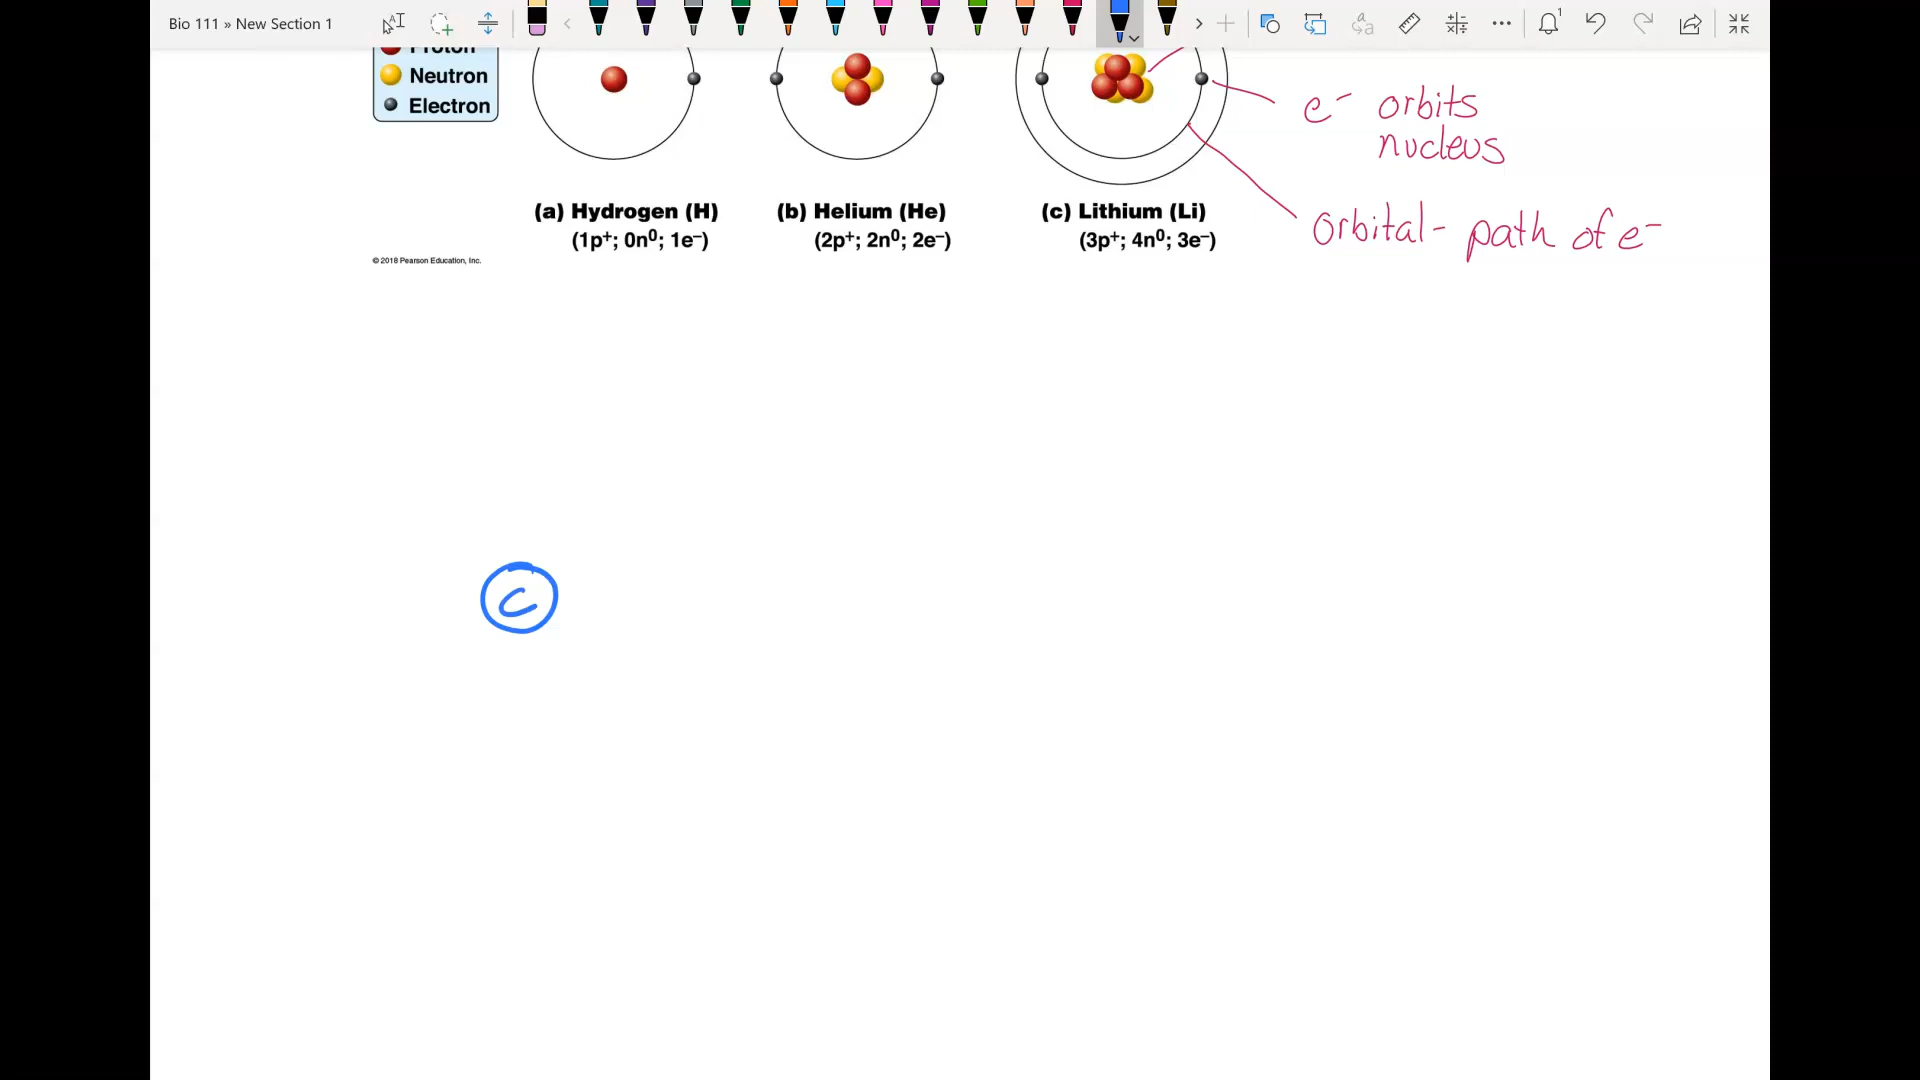 Bio 111 » New Section 1
Proton
Neutron
Electron
e⁻ orbits
nucleus
orbital - path of e⁻
(a) Hydrogen (H)
(1p⁺; 0n⁰; 1e⁻)
(b) Helium (He)
(2p⁺; 2n⁰; 2e⁻)
(c) Lithium (Li)
(3p⁺; 4n⁰; 3e⁻)
© 2018 Pearson Education, Inc.
C